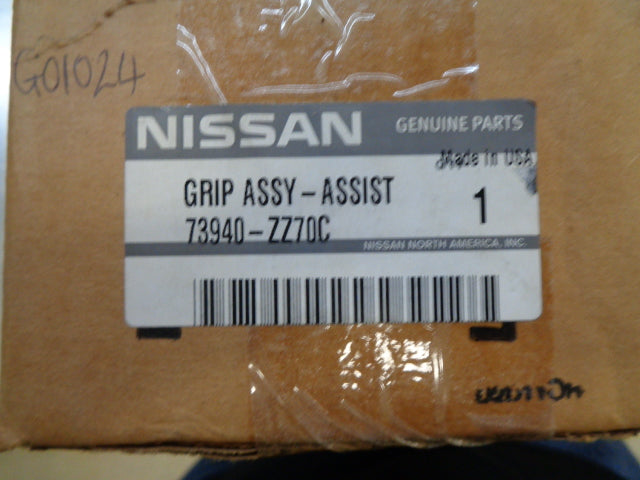 G01024
NISSAN GENUINE PARTS
Made in USA
GRIP ASSY-ASSIST 1
73940-ZZ70C
NISSAN NORTH AMERICA, INC.